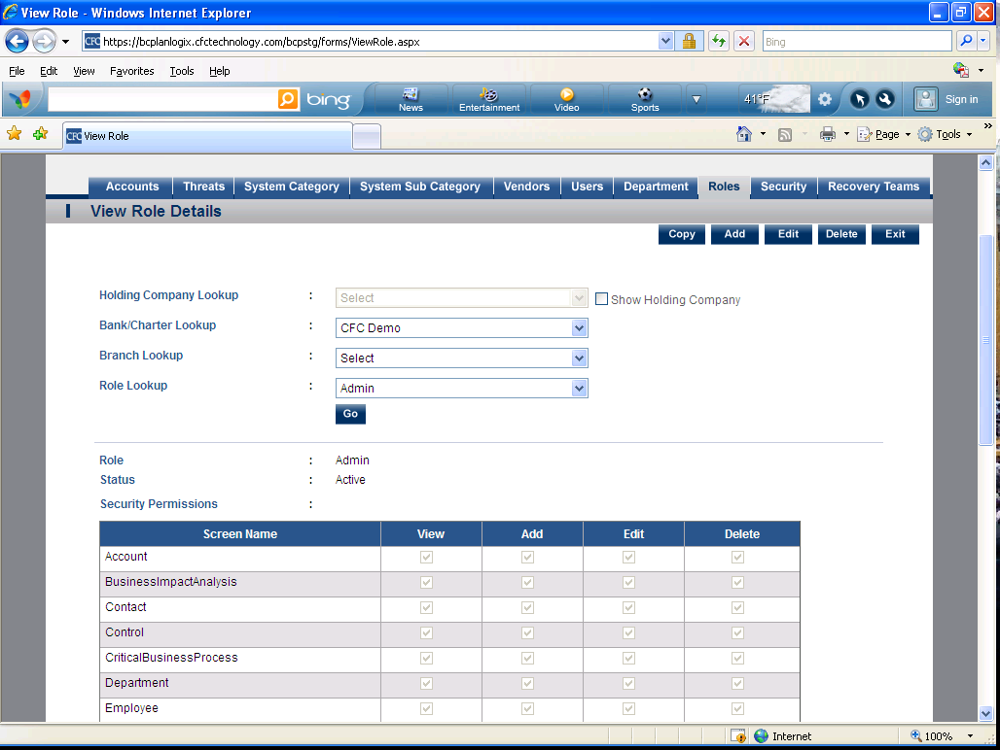 View Role - Windows Internet Explorer
CFC https://bcplanlogix.cfctechnology.com/bcpstg/forms/ViewRole.aspx Bing
File Edit View Favorites Tools Help
bing News Entertainment Video Sports 41°F Sign in
CFC View Role Page Tools »
Accounts Threats System Category System Sub Category Vendors Users Department Roles Security Recovery Teams
View Role Details
Copy Add Edit Delete Exit
Holding Company Lookup : Select Show Holding Company
Bank/Charter Lookup : CFC Demo
Branch Lookup : Select
Role Lookup : Admin
Go
Role : Admin
Status : Active
Security Permissions :
Screen Name View Add Edit Delete
Account
BusinessImpactAnalysis
Contact
Control
CriticalBusinessProcess
Department
Employee
Internet 100%